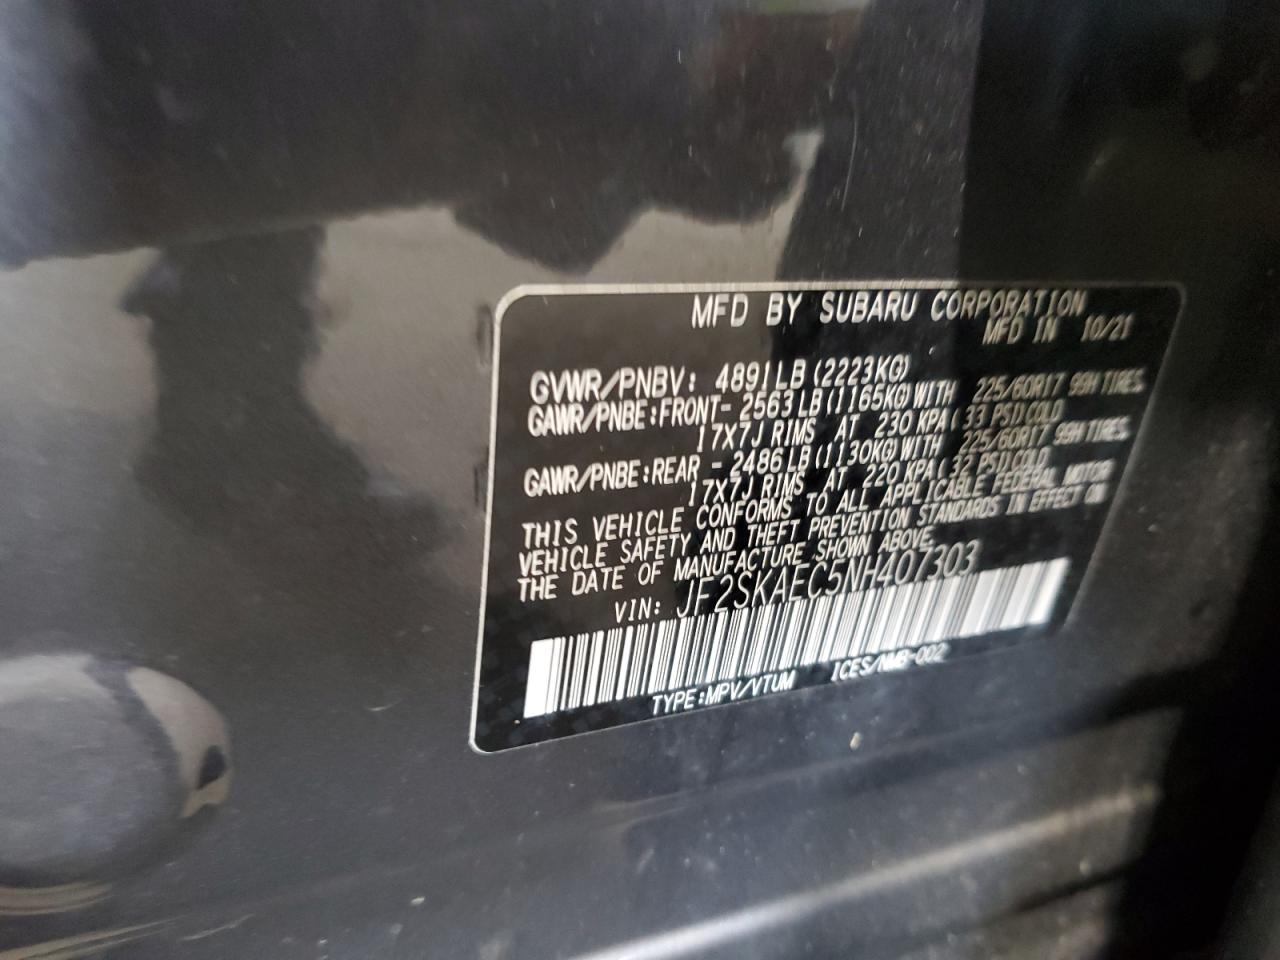 MFD BY SUBARU CORPORATION
MFD IN 10/21
GVWR/PNBV: 4891LB(2223KG)
GAWR/PNBE:FRONT- 2563LB(1165KG)WITH 225/60R17 99H TIRES
17X7J RIMS AT 230 KPA(33 PSI)COLD
GAWR/PNBE:REAR - 2486LB(1130KG)WITH 225/60R17 99H TIRES
17X7J RIMS AT 220 KPA(32 PSI)COLD
THIS VEHICLE CONFORMS TO ALL APPLICABLE FEDERAL MOTOR
VEHICLE SAFETY AND THEFT PREVENTION STANDARDS IN EFFECT ON
THE DATE OF MANUFACTURE SHOWN ABOVE.
VIN: JF2SKAEC5NH407303
TYPE:MPV/VTUM ICES/NMB-002